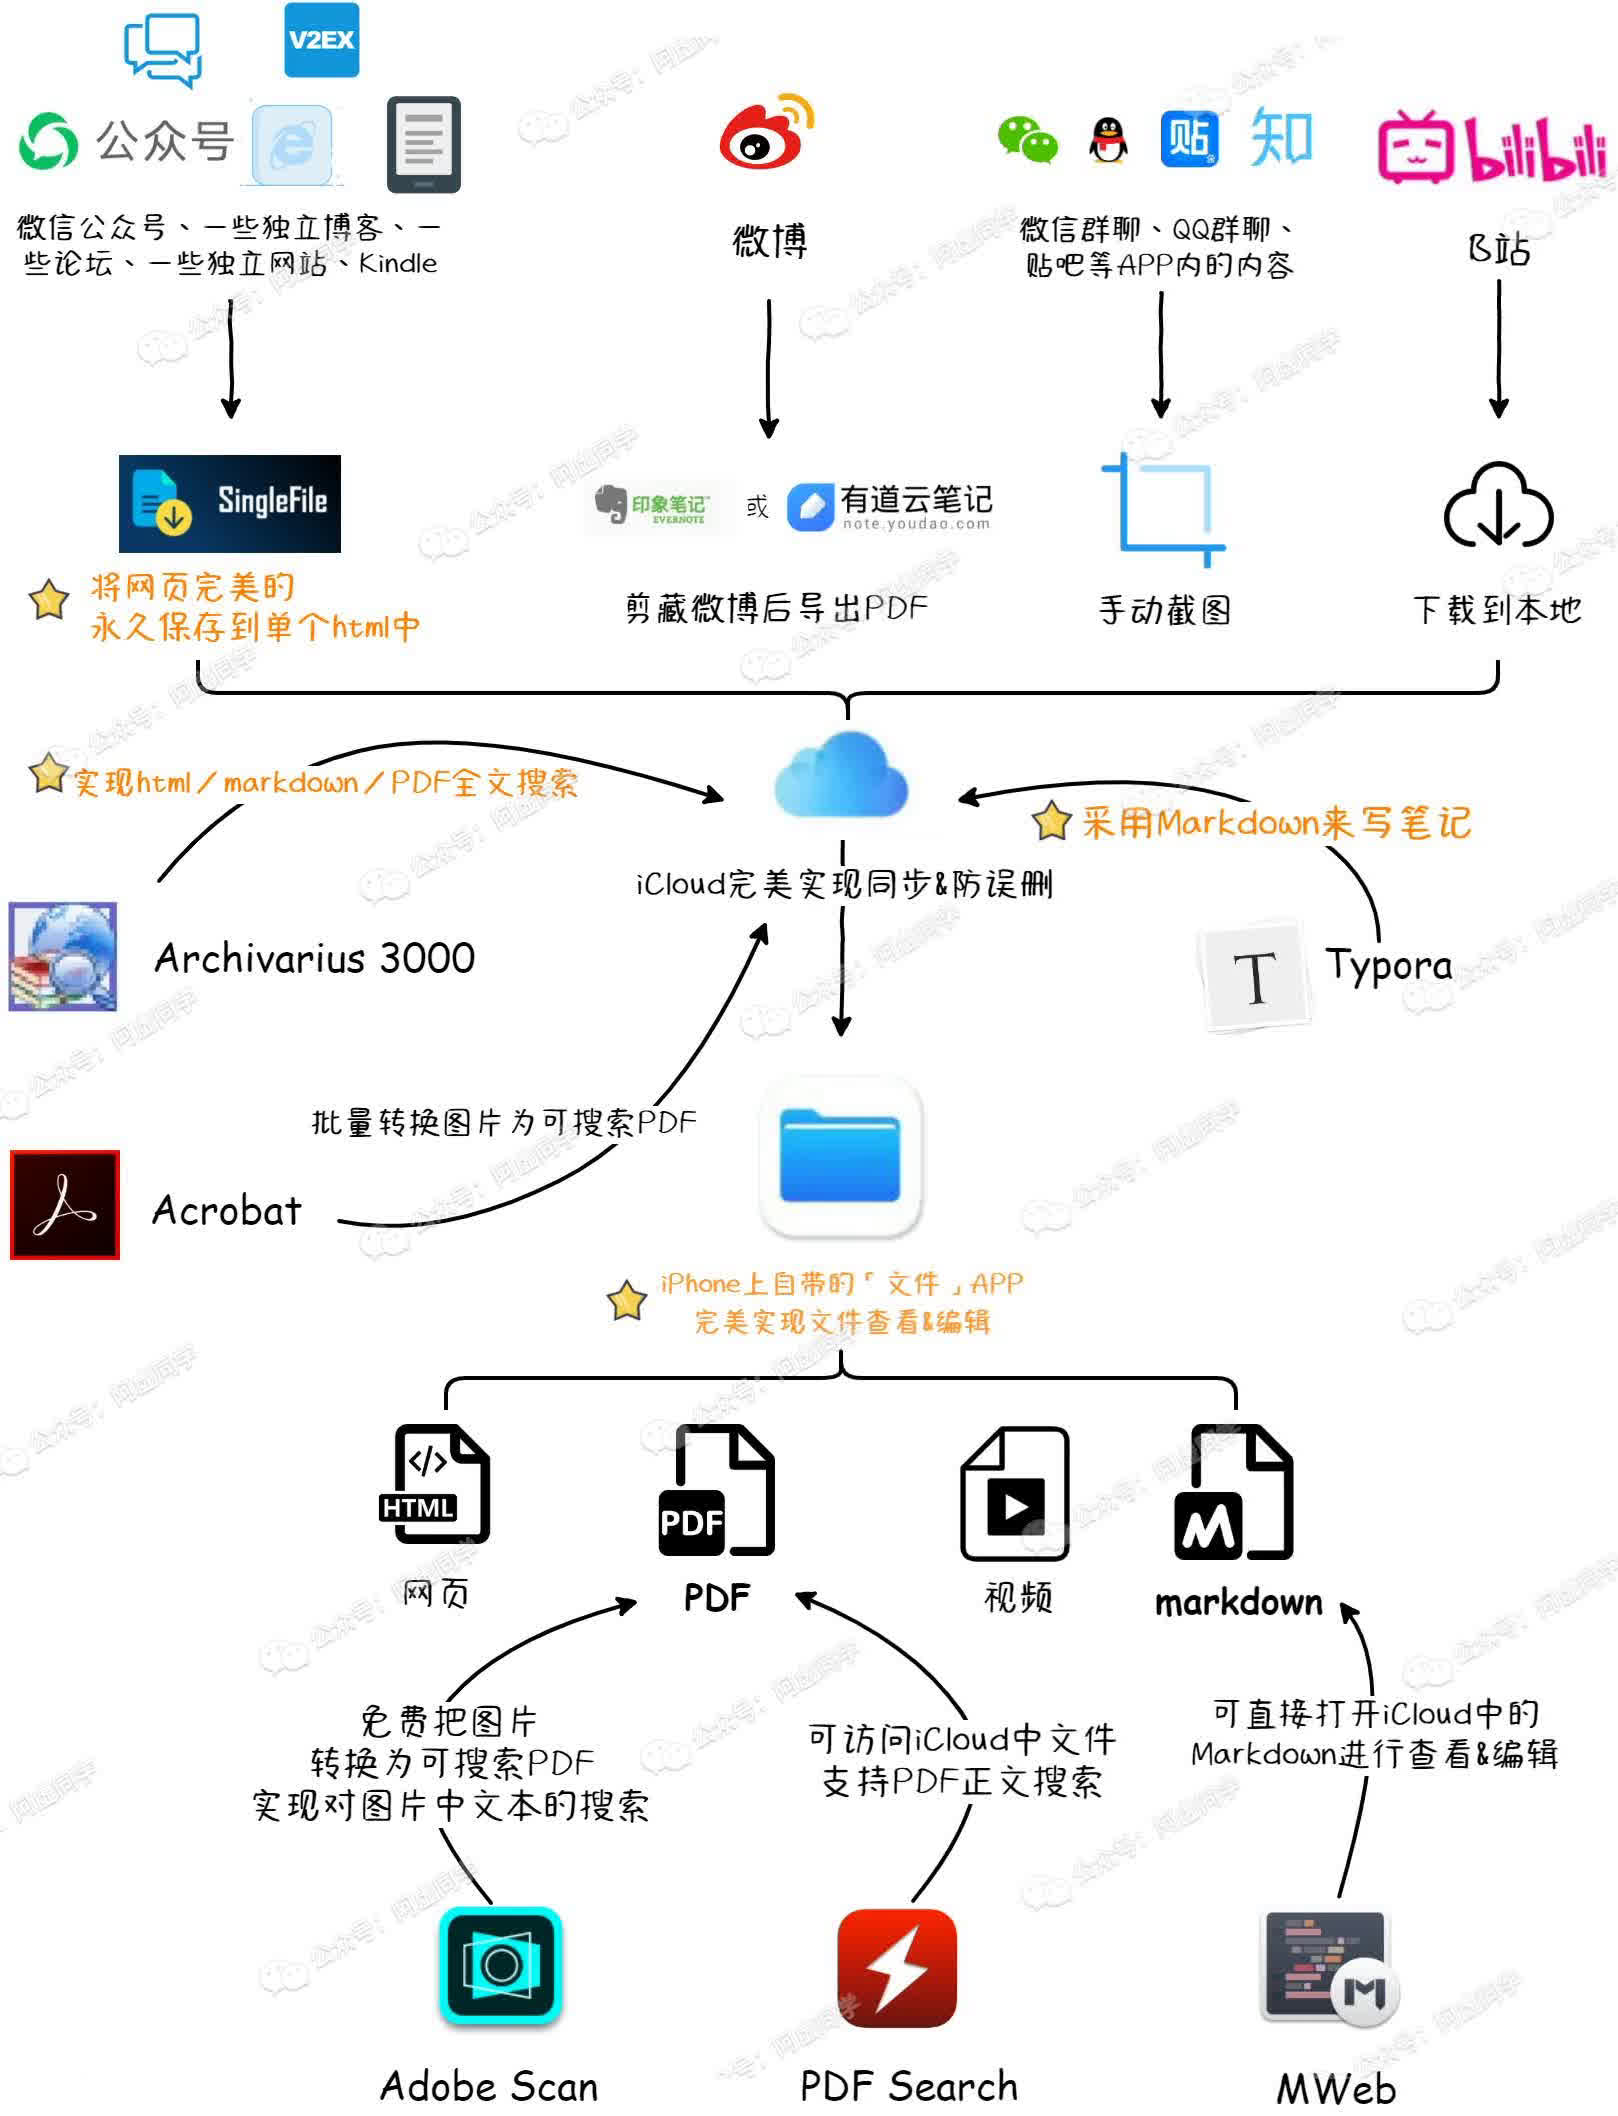 V2EX
公众号
微信公众号、一些独立博客、一
些论坛、一些独立网站、Kindle
微博
贴
知
微信群聊、QQ群聊、
贴吧等APP内的内容
bilibili
B站
SingleFile
将网页完美的
永久保存到单个html中
印象笔记
EVERNOTE
或
有道云笔记
note.youdao.com
剪藏微博后导出PDF
手动截图
下载到本地
实现html/markdown/PDF全文搜索
采用Markdown来写笔记
iCloud完美实现同步&防误删
Archivarius 3000
T
Typora
批量转换图片为可搜索PDF
Acrobat
iPhone上自带的「文件」APP
完美实现文件查看&编辑
</>
HTML
网页
PDF
PDF
视频
M
markdown
免费把图片
转换为可搜索PDF
实现对图片中文本的搜索
可访问iCloud中文件
支持PDF正文搜索
可直接打开iCloud中的
Markdown进行查看&编辑
Adobe Scan
PDF Search
M
MWeb